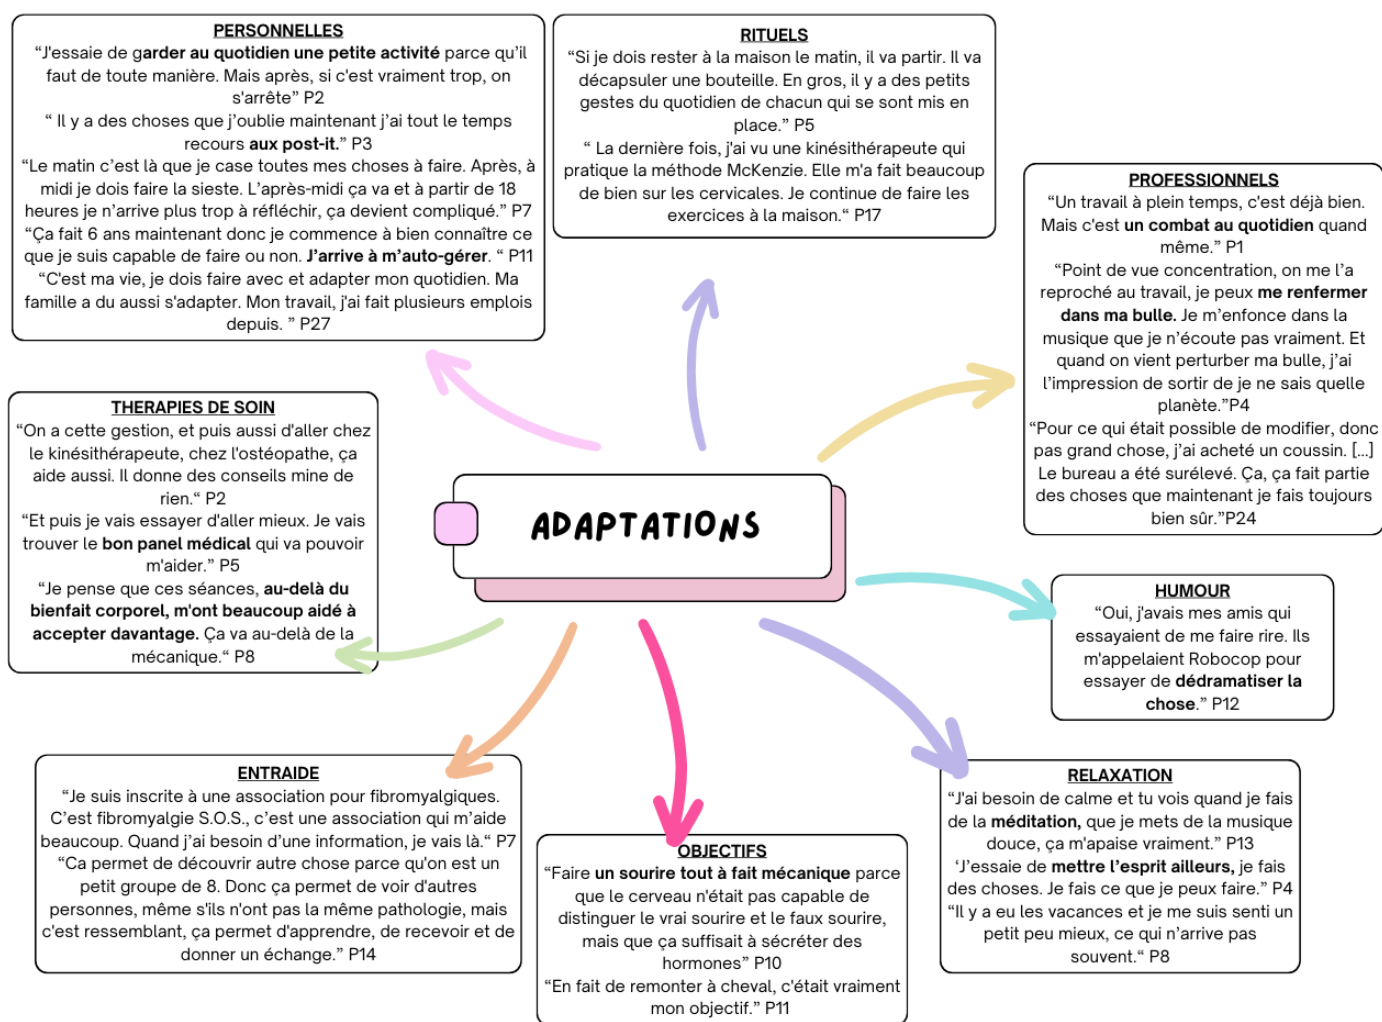 PERSONNELLES
“J'essaie de garder au quotidien une petite activité parce qu’il
faut de toute manière. Mais après, si c'est vraiment trop, on
s'arrête” P2
“ Il y a des choses que j’oublie maintenant j’ai tout le temps
recours aux post-it.” P3
“Le matin c’est là que je case toutes mes choses à faire. Après, à
midi je dois faire la sieste. L’après-midi ça va et à partir de 18
heures je n’arrive plus trop à réfléchir, ça devient compliqué.” P7
“Ça fait 6 ans maintenant donc je commence à bien connaître ce
que je suis capable de faire ou non. J’arrive à m’auto-gérer. “ P11
“C'est ma vie, je dois faire avec et adapter mon quotidien. Ma
famille a du aussi s'adapter. Mon travail, j'ai fait plusieurs emplois
depuis. ” P27
RITUELS
“Si je dois rester à la maison le matin, il va partir. Il va
décapsuler une bouteille. En gros, il y a des petits
gestes du quotidien de chacun qui se sont mis en
place.” P5
“ La dernière fois, j'ai vu une kinésithérapeute qui
pratique la méthode McKenzie. Elle m'a fait beaucoup
de bien sur les cervicales. Je continue de faire les
exercices à la maison.“ P17
PROFESSIONNELS
“Un travail à plein temps, c'est déjà bien.
Mais c'est un combat au quotidien quand
même.” P1
“Point de vue concentration, on me l’a
reproché au travail, je peux me renfermer
dans ma bulle. Je m’enfonce dans la
musique que je n’écoute pas vraiment. Et
quand on vient perturber ma bulle, j’ai
l’impression de sortir de je ne sais quelle
planète.”P4
“Pour ce qui était possible de modifier, donc
pas grand chose, j’ai acheté un coussin. [...]
Le bureau a été surélevé. Ça, ça fait partie
des choses que maintenant je fais toujours
bien sûr.”P24
THERAPIES DE SOIN
“On a cette gestion, et puis aussi d'aller chez
le kinésithérapeute, chez l'ostéopathe, ça
aide aussi. Il donne des conseils mine de
rien.“ P2
“Et puis je vais essayer d'aller mieux. Je vais
trouver le bon panel médical qui va pouvoir
m'aider.” P5
“Je pense que ces séances, au-delà du
bienfait corporel, m'ont beaucoup aidé à
accepter davantage. Ça va au-delà de la
mécanique.“ P8
ADAPTATIONS
HUMOUR
“Oui, j'avais mes amis qui
essayaient de me faire rire. Ils
m'appelaient Robocop pour
essayer de dédramatiser la
chose.” P12
ENTRAIDE
“Je suis inscrite à une association pour fibromyalgiques.
C’est fibromyalgie S.O.S., c’est une association qui m’aide
beaucoup. Quand j’ai besoin d’une information, je vais là.“ P7
“Ca permet de découvrir autre chose parce qu'on est un
petit groupe de 8. Donc ça permet de voir d'autres
personnes, même s'ils n'ont pas la même pathologie, mais
c'est ressemblant, ça permet d'apprendre, de recevoir et de
donner un échange.” P14
OBJECTIFS
“Faire un sourire tout à fait mécanique parce
que le cerveau n'était pas capable de
distinguer le vrai sourire et le faux sourire,
mais que ça suffisait à sécréter des
hormones” P10
“En fait de remonter à cheval, c'était vraiment
mon objectif.” P11
RELAXATION
“J'ai besoin de calme et tu vois quand je fais
de la méditation, que je mets de la musique
douce, ça m'apaise vraiment.” P13
‘J’essaie de mettre l’esprit ailleurs, je fais
des choses. Je fais ce que je peux faire.” P4
“Il y a eu les vacances et je me suis senti un
petit peu mieux, ce qui n’arrive pas
souvent.“ P8